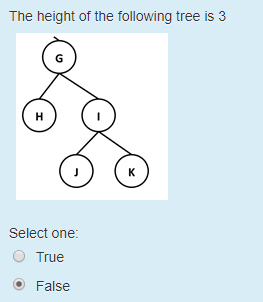 The height of the following tree is 3
G
H
I
J
K
Select one:
True
False